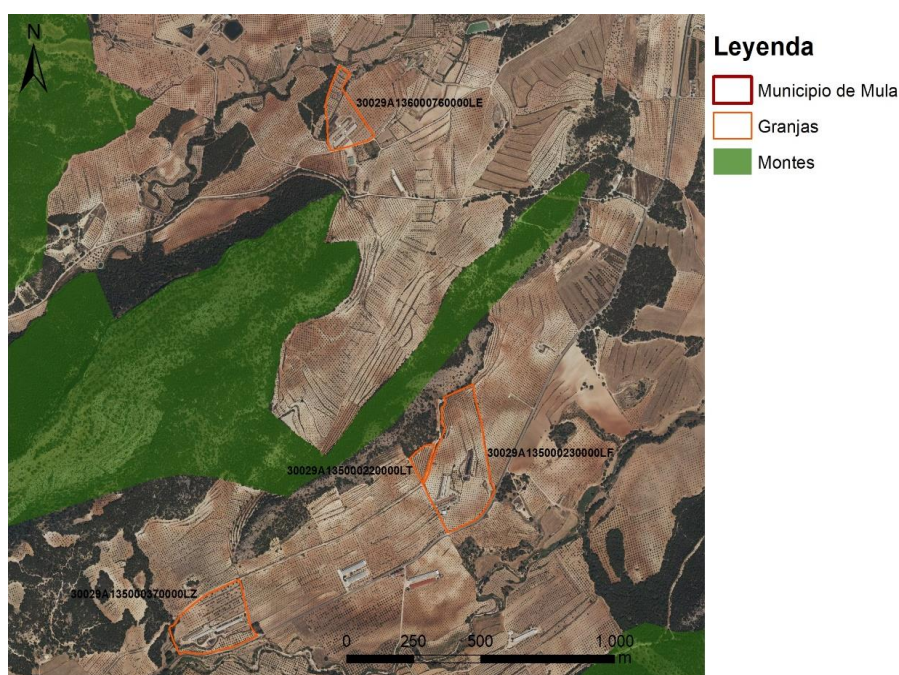 N
30029A136000760000LE
30029A135000220000LT
30029A135000230000LF
30029A135000370000LZ
0 250 500 1.000
m
Leyenda
Municipio de Mula
Granjas
Montes